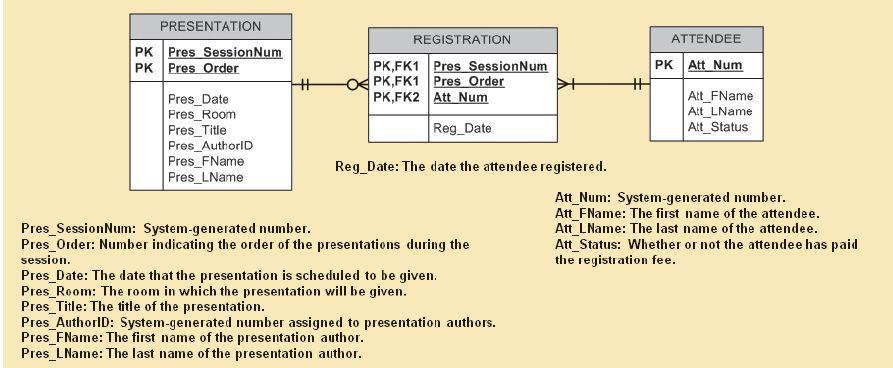 PRESENTATION
PK Pres_SessionNum
PK Pres_Order
Pres_Date
Pres_Room
Pres_Title
Pres_AuthorID
Pres_FName
Pres_LName
REGISTRATION
PK,FK1 Pres_SessionNum
PK,FK1 Pres_Order
PK,FK2 Att_Num
Reg_Date
ATTENDEE
PK Att_Num
Att_FName
Att_LName
Att_Status
Reg_Date: The date the attendee registered.
Att_Num: System-generated number.
Att_FName: The first name of the attendee.
Att_LName: The last name of the attendee.
Att_Status: Whether or not the attendee has paid
the registration fee.
Pres_SessionNum: System-generated number.
Pres_Order: Number indicating the order of the presentations during the
session.
Pres_Date: The date that the presentation is scheduled to be given.
Pres_Room: The room in which the presentation will be given.
Pres_Title: The title of the presentation.
Pres_AuthorID: System-generated number assigned to presentation authors.
Pres_FName: The first name of the presentation author.
Pres_LName: The last name of the presentation author.